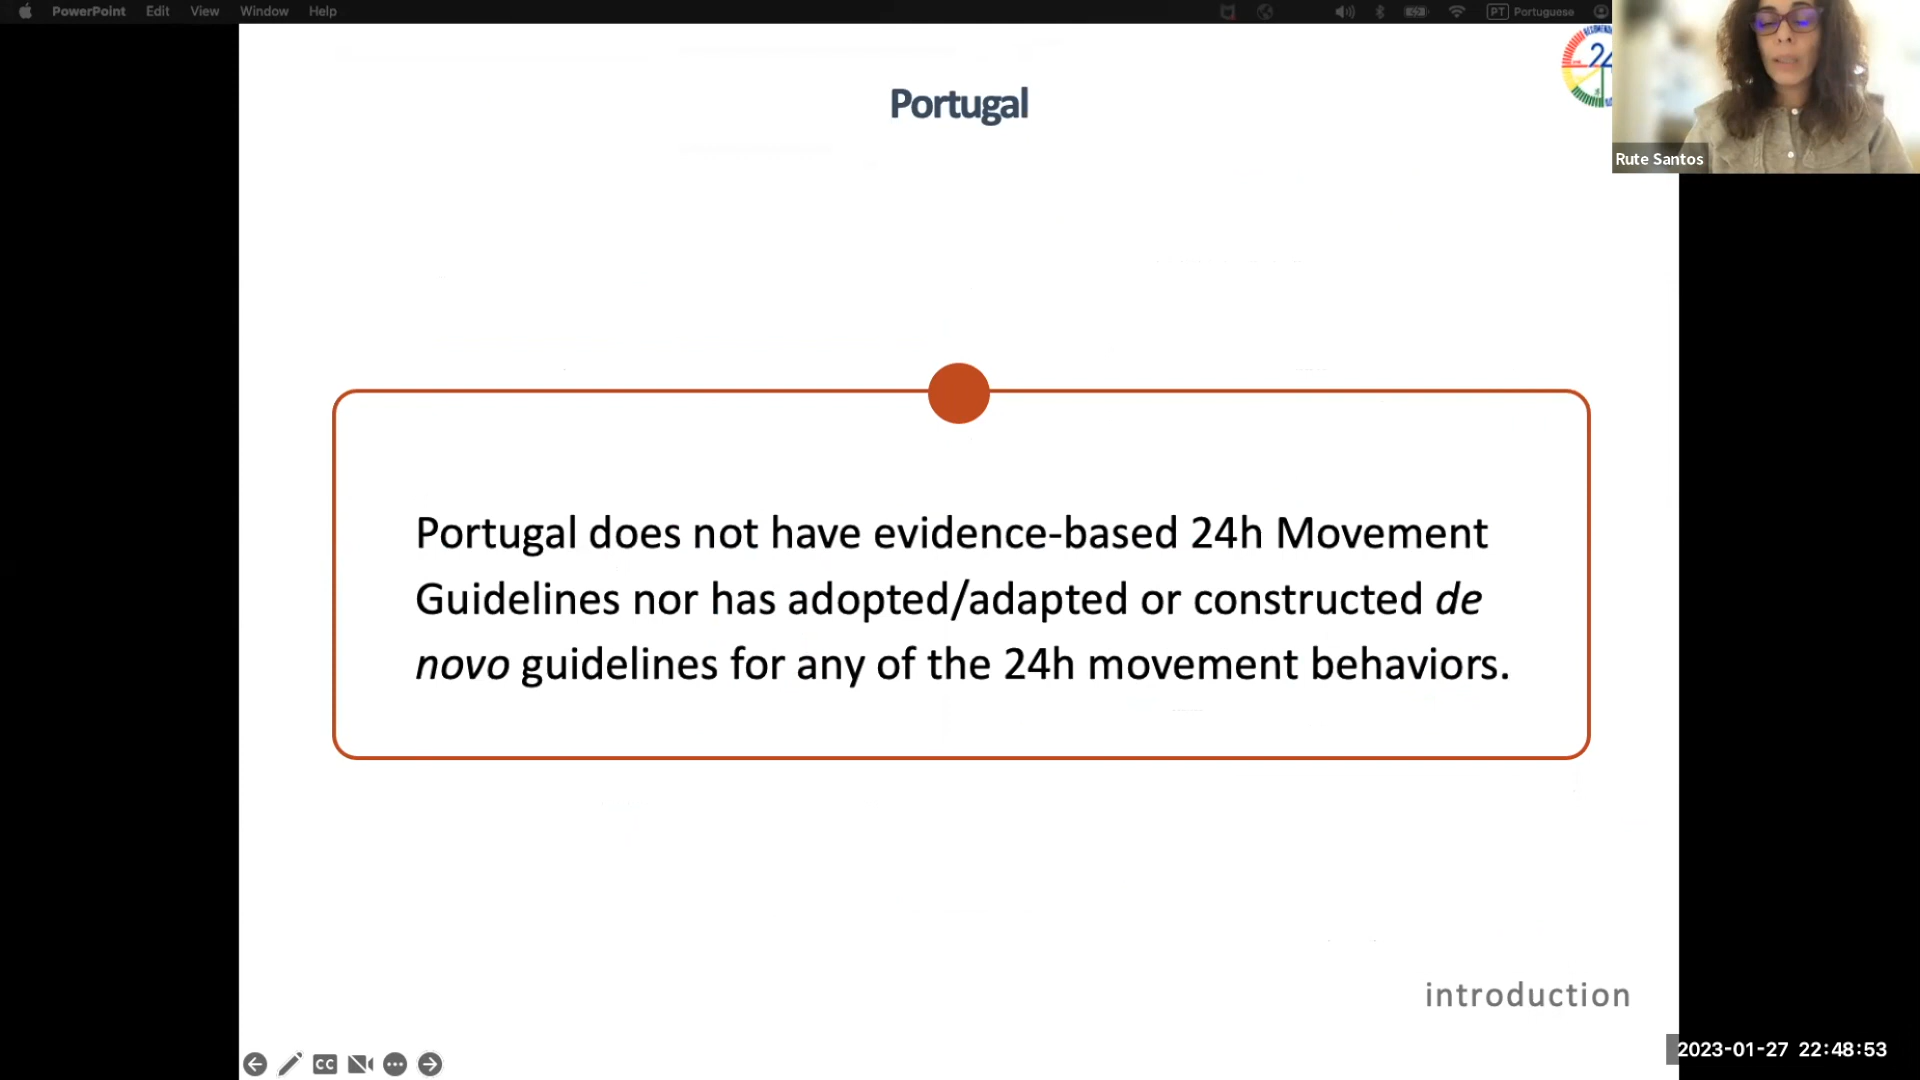 PowerPoint Edit View Window Help
PT Portuguese
Portugal
24
Rute Santos
Portugal does not have evidence-based 24h Movement
Guidelines nor has adopted/adapted or constructed de
novo guidelines for any of the 24h movement behaviors.
introduction
2023-01-27 22:48:53
CC